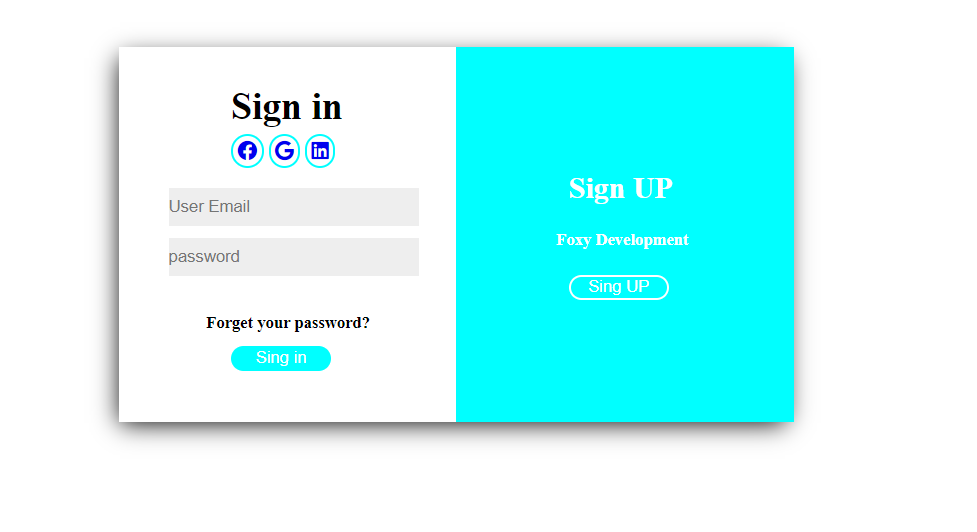 Sign in
User Email
password
Forget your password?
Sing in
Sign UP
Foxy Development
Sing UP